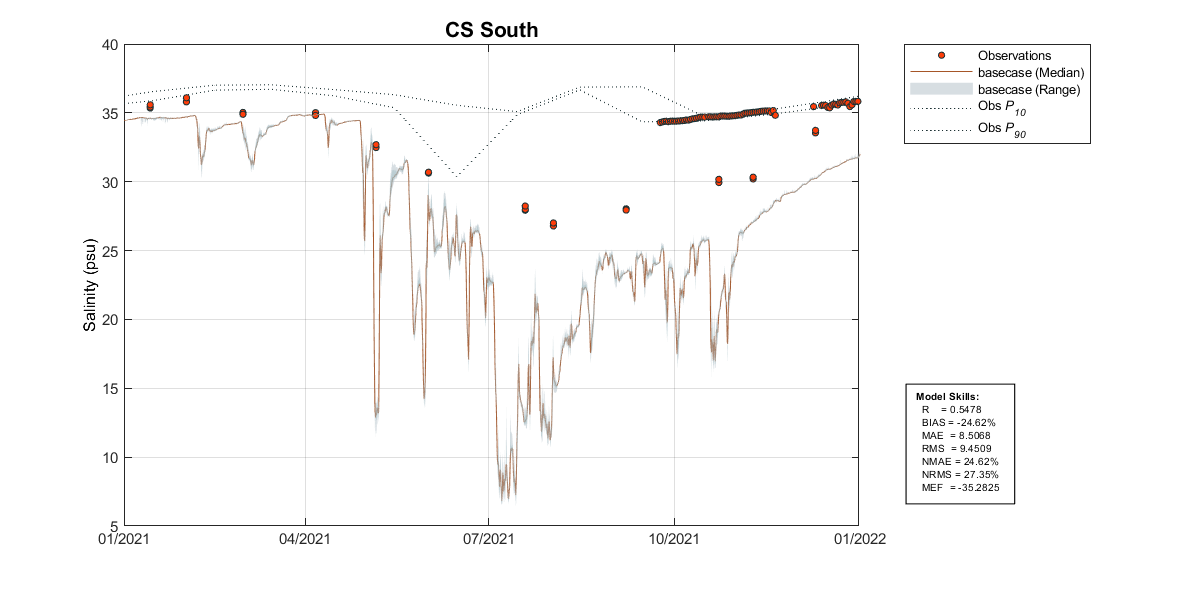 CS South
40
35
30
25
20
15
10
5
Salinity (psu)
01/2021
04/2021
07/2021
10/2021
01/2022
Observations
basecase (Median)
basecase (Range)
Obs P10
Obs P90
Model Skills:
R = 0.5478
BIAS = -24.62%
MAE = 8.5068
RMS = 9.4509
NMAE = 24.62%
NRMS = 27.35%
MEF = -35.2825